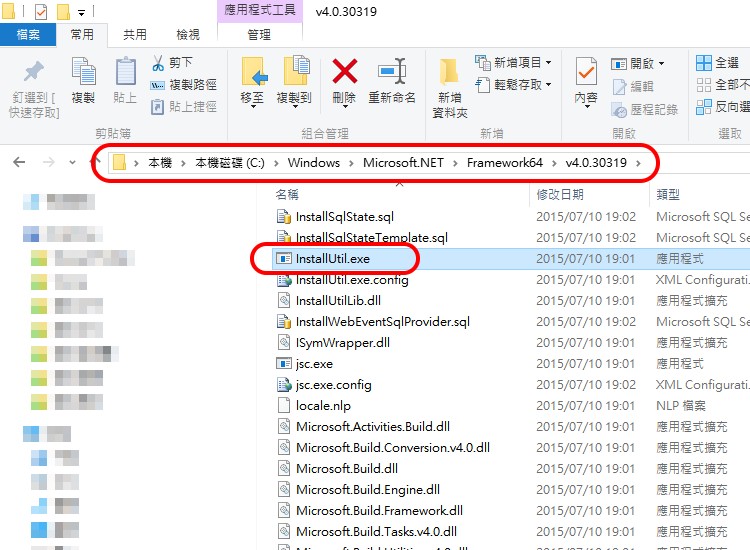 應用程式工具 v4.0.30319
檔案 常用 共用 檢視 管理
釘選到 [
快速存取]
複製
貼上
剪下
複製路徑
貼上捷徑
剪貼簿
移至
複製到
刪除
重新命名
組合管理
新增
資料夾
新增項目
輕鬆存取
新增
內容
開啟
編輯
歷程記錄
開啟
全選
全部不
反向選
選取
本機 本機磁碟 (C:) Windows Microsoft.NET Framework64 v4.0.30319
名稱 修改日期 類型
InstallSqlState.sql 2015/07/10 19:02 Microsoft SQL Se
InstallSqlStateTemplate.sql 2015/07/10 19:02 Microsoft SQL Se
InstallUtil.exe 2015/07/10 19:01 應用程式
InstallUtil.exe.config 2015/07/10 19:01 XML Configurati.
InstallUtilLib.dll 2015/07/10 19:01 應用程式擴充
InstallWebEventSqlProvider.sql 2015/07/10 19:02 Microsoft SQL Se
ISymWrapper.dll 2015/07/10 19:01 應用程式擴充
jsc.exe 2015/07/10 19:01 應用程式
jsc.exe.config 2015/07/10 19:02 XML Configurati.
locale.nlp 2015/07/10 19:01 NLP 檔案
Microsoft.Activities.Build.dll 2015/07/10 19:01 應用程式擴充
Microsoft.Build.Conversion.v4.0.dll 2015/07/10 19:01 應用程式擴充
Microsoft.Build.dll 2015/07/10 19:01 應用程式擴充
Microsoft.Build.Engine.dll 2015/07/10 19:01 應用程式擴充
Microsoft.Build.Framework.dll 2015/07/10 19:01 應用程式擴充
Microsoft.Build.Tasks.v4.0.dll 2015/07/10 19:01 應用程式擴充